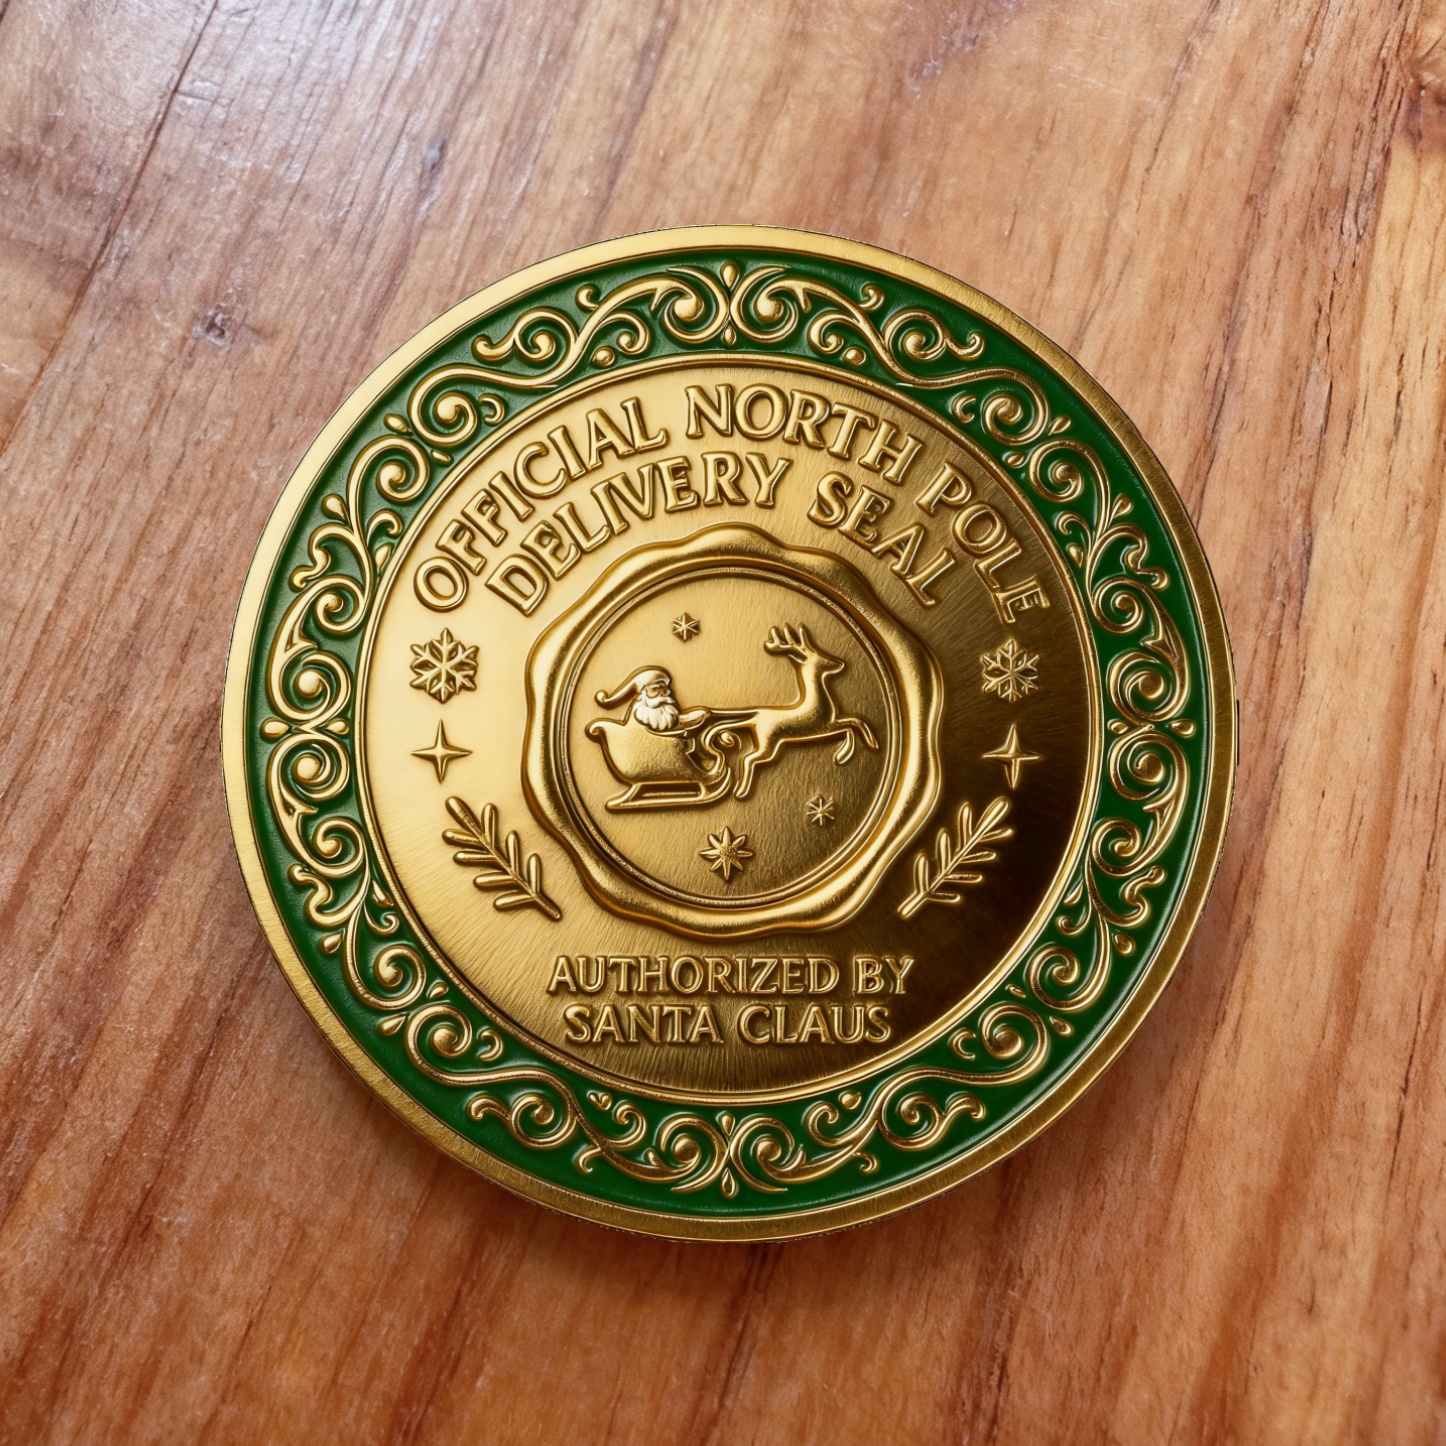 OFFICIAL NORTH POLE
DELIVERY SEAL
AUTHORIZED BY
SANTA CLAUS